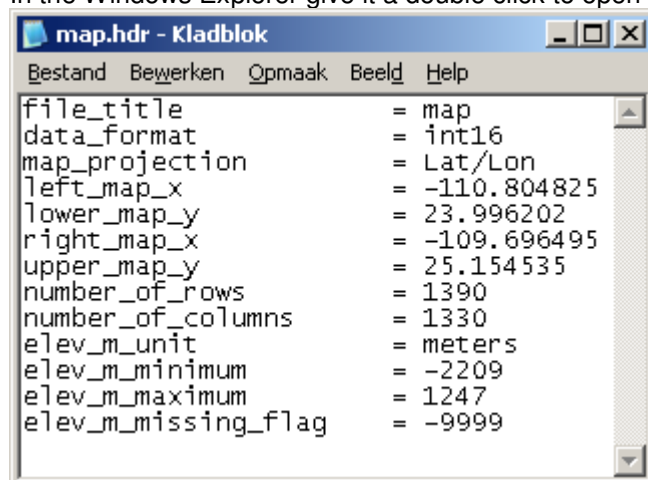 In the Windows Explorer give it a double click to open
map.hdr - Kladblok
Bestand Bewerken Opmaak Beeld Help
file_title = map
data_format = int16
map_projection = Lat/Lon
left_map_x = -110.804825
lower_map_y = 23.996202
right_map_x = -109.696495
upper_map_y = 25.154535
number_of_rows = 1390
number_of_columns = 1330
elev_m_unit = meters
elev_m_minimum = -2209
elev_m_maximum = 1247
elev_m_missing_flag = -9999